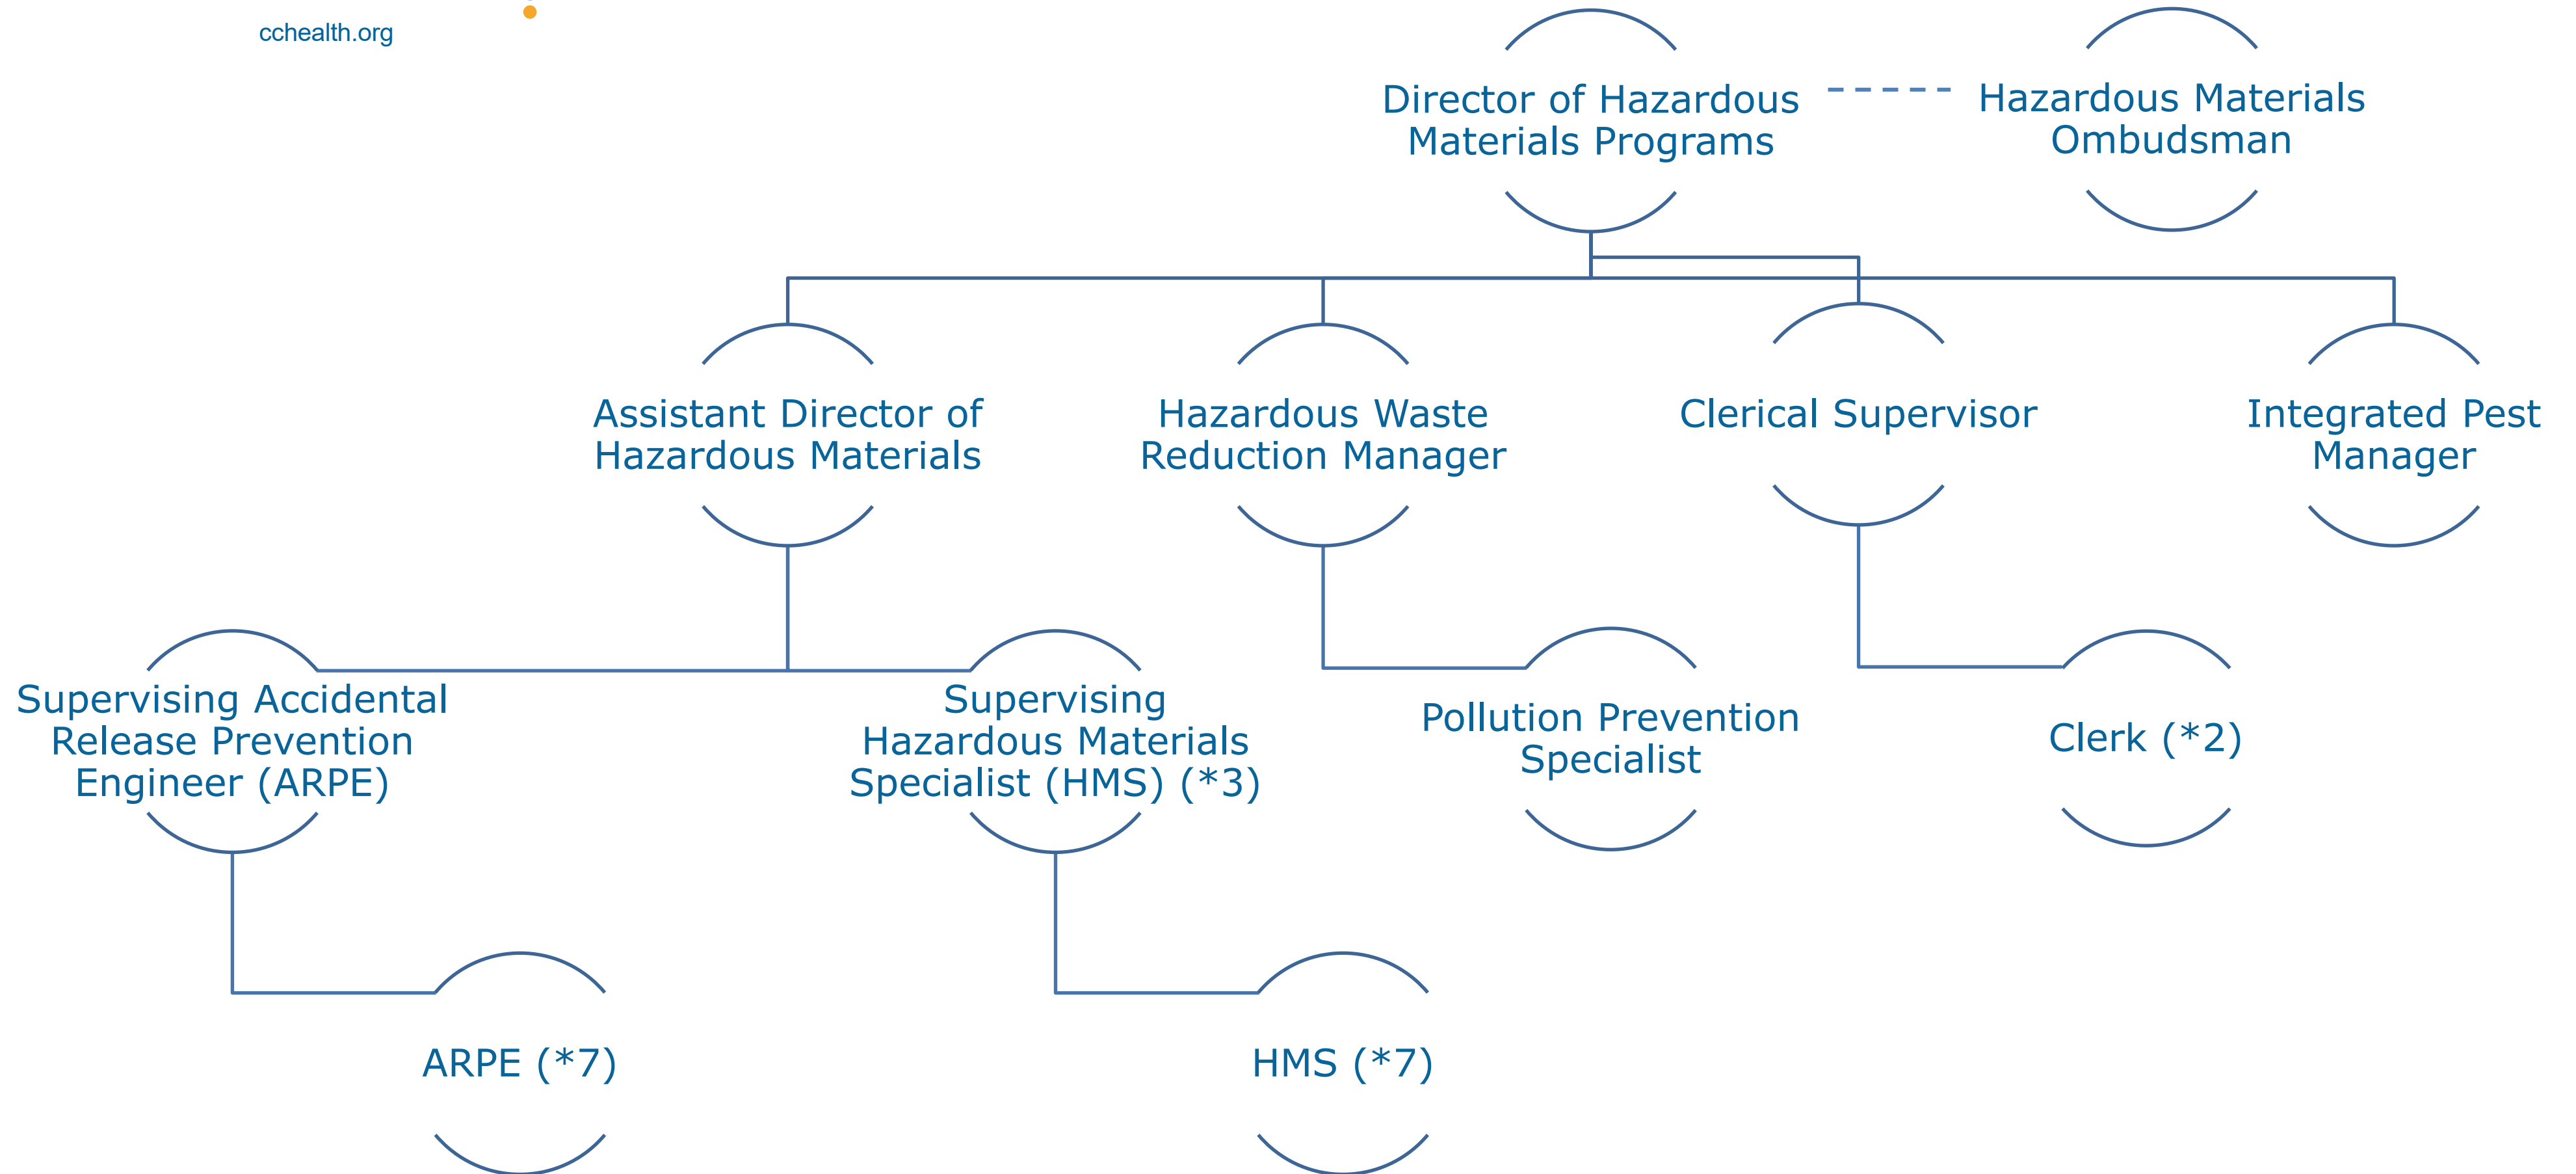 cchealth.org
Director of Hazardous
Materials Programs
Hazardous Materials
Ombudsman
Assistant Director of
Hazardous Materials
Hazardous Waste
Reduction Manager
Clerical Supervisor
Integrated Pest
Manager
Supervising Accidental
Release Prevention
Engineer (ARPE)
Supervising
Hazardous Materials
Specialist (HMS) (*3)
Pollution Prevention
Specialist
Clerk (*2)
ARPE (*7)
HMS (*7)